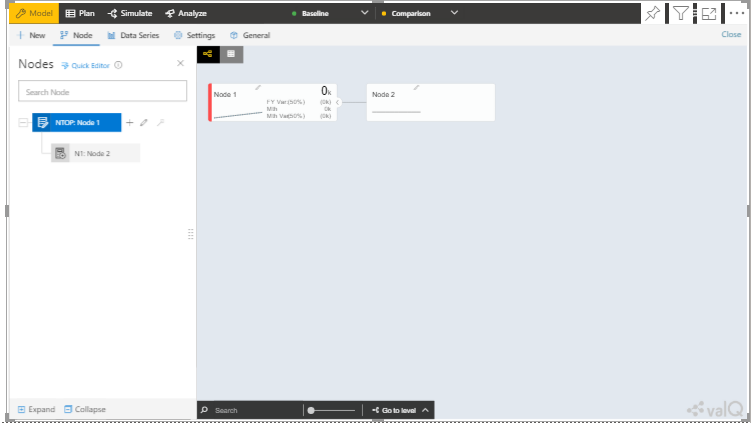 Model Plan Simulate Analyze Baseline Comparison
New Node Data Series Settings General Close
Nodes Quick Editor
Search Node
NTOP: Node 1
N1: Node 2
Node 1 0k
FY Var(50%) (0k)
Mth 0k
Mth Var(50%) (0k)
Node 2
Expand Collapse
Search Go to level
valQ